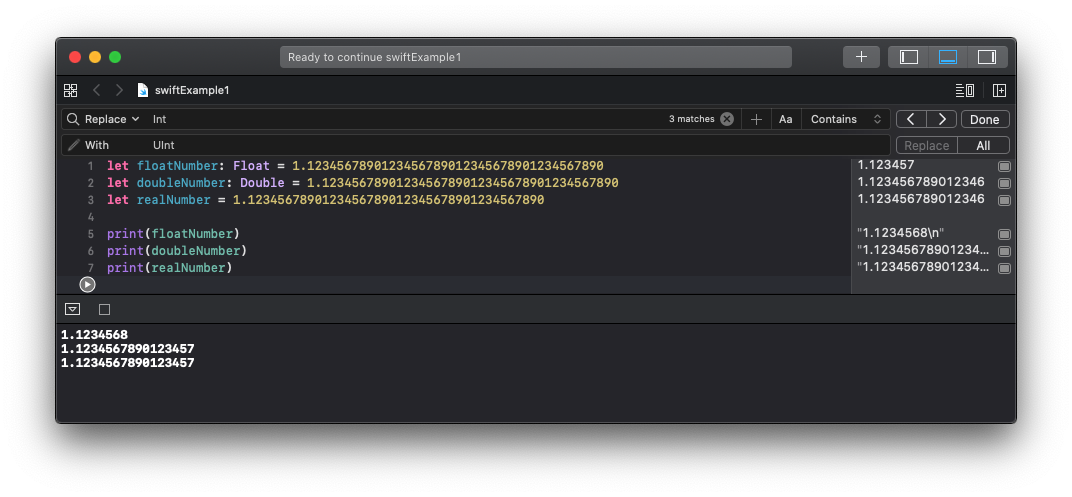 Ready to continue swiftExample1
swiftExample1
Replace Int 3 matches Aa Contains Done
With UInt Replace All
1 let floatNumber: Float = 1.1234567890123456789012345678901234567890 1.123457
2 let doubleNumber: Double = 1.1234567890123456789012345678901234567890 1.123456789012346
3 let realNumber = 1.1234567890123456789012345678901234567890 1.123456789012346
4
5 print(floatNumber) "1.1234568\n"
6 print(doubleNumber) "1.12345678901234...
7 print(realNumber) "1.12345678901234...
1.1234568
1.1234567890123457
1.1234567890123457